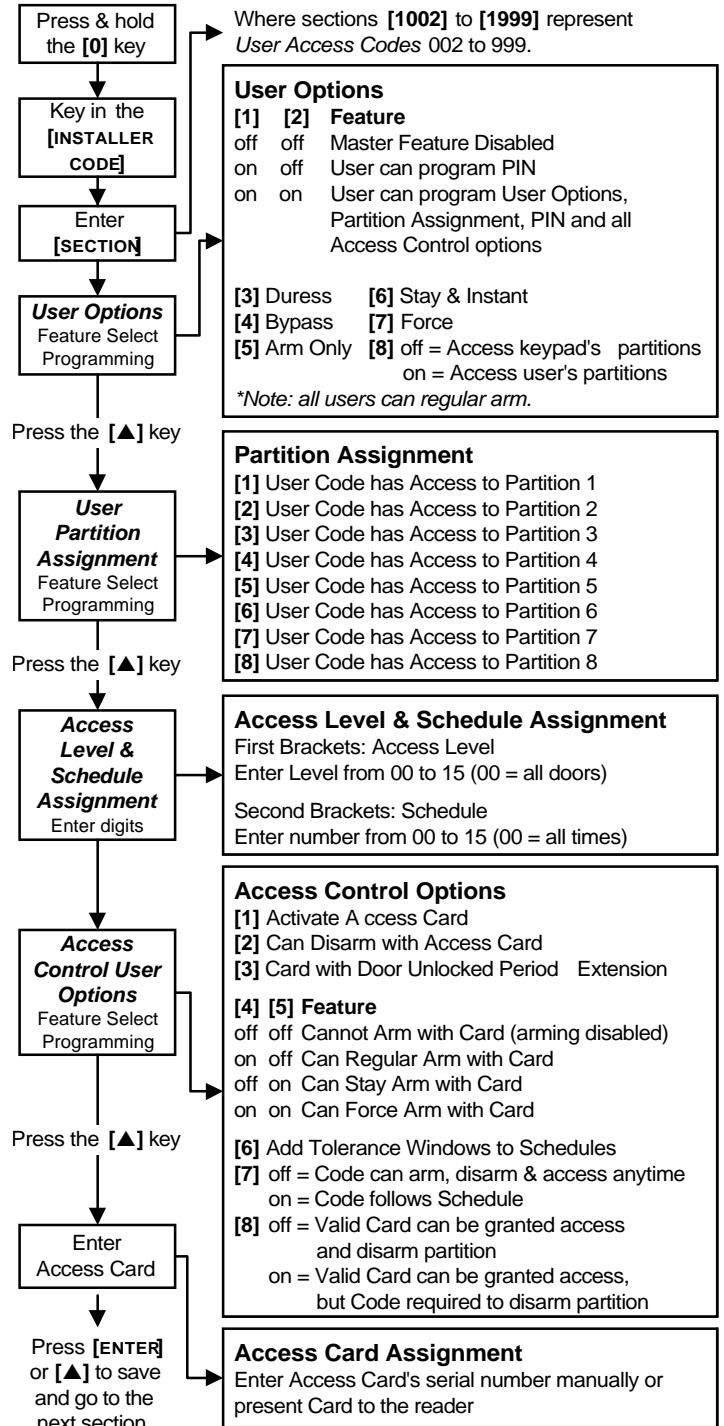 Press & hold
the [0] key
Where sections [1002] to [1999] represent
User Access Codes 002 to 999.
Key in the
[INSTALLER
CODE]
Enter
[SECTION]
User Options
Feature Select
Programming
User Options
[1] [2] Feature
off off Master Feature Disabled
on off User can program PIN
on on User can program User Options,
Partition Assignment, PIN and all
Access Control options
[3] Duress [6] Stay & Instant
[4] Bypass [7] Force
[5] Arm Only [8] off = Access keypad's partitions
on = Access user's partitions
*Note: all users can regular arm.
Press the [▲] key
User
Partition
Assignment
Feature Select
Programming
Partition Assignment
[1] User Code has Access to Partition 1
[2] User Code has Access to Partition 2
[3] User Code has Access to Partition 3
[4] User Code has Access to Partition 4
[5] User Code has Access to Partition 5
[6] User Code has Access to Partition 6
[7] User Code has Access to Partition 7
[8] User Code has Access to Partition 8
Press the [▲] key
Access
Level &
Schedule
Assignment
Enter digits
Access Level & Schedule Assignment
First Brackets: Access Level
Enter Level from 00 to 15 (00 = all doors)
Second Brackets: Schedule
Enter number from 00 to 15 (00 = all times)
Access
Control User
Options
Feature Select
Programming
Access Control Options
[1] Activate A ccess Card
[2] Can Disarm with Access Card
[3] Card with Door Unlocked Period Extension
[4] [5] Feature
off off Cannot Arm with Card (arming disabled)
on off Can Regular Arm with Card
off on Can Stay Arm with Card
on on Can Force Arm with Card
[6] Add Tolerance Windows to Schedules
[7] off = Code can arm, disarm & access anytime
on = Code follows Schedule
[8] off = Valid Card can be granted access
and disarm partition
on = Valid Card can be granted access,
but Code required to disarm partition
Press the [▲] key
Enter
Access Card
Press [ENTER]
or [▲] to save
and go to the
next section
Access Card Assignment
Enter Access Card's serial number manually or
present Card to the reader